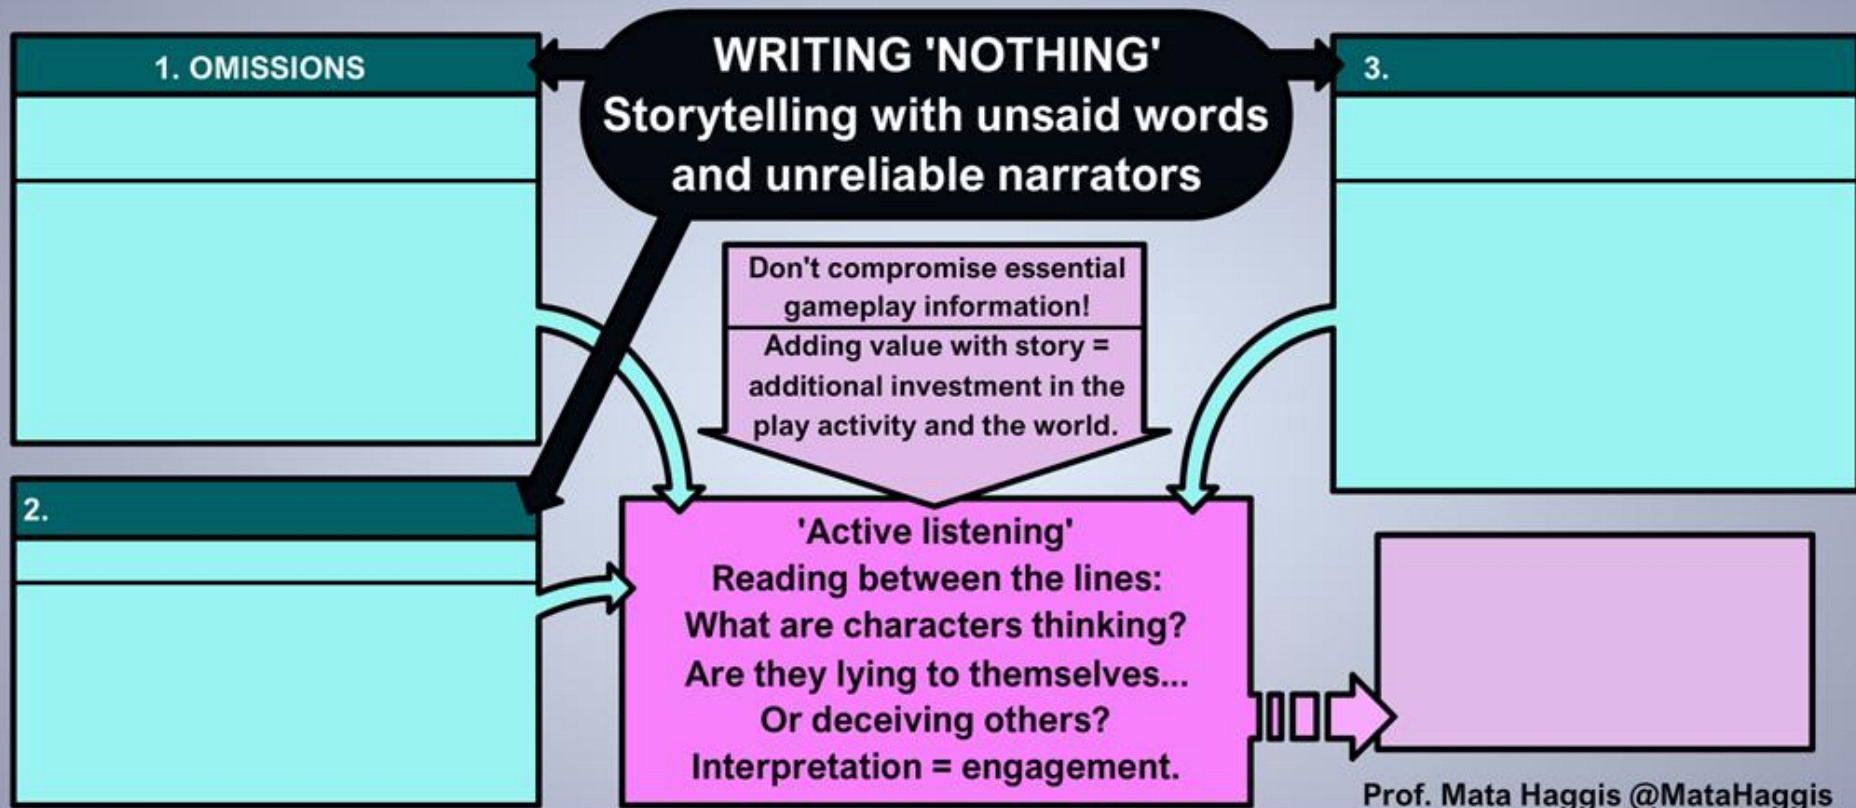 WRITING 'NOTHING'
Storytelling with unsaid words
and unreliable narrators
1. OMISSIONS
2.
3.
Don't compromise essential
gameplay information!
Adding value with story =
additional investment in the
play activity and the world.
'Active listening'
Reading between the lines:
What are characters thinking?
Are they lying to themselves...
Or deceiving others?
Interpretation = engagement.
Prof. Mata Haggis @MataHaggis